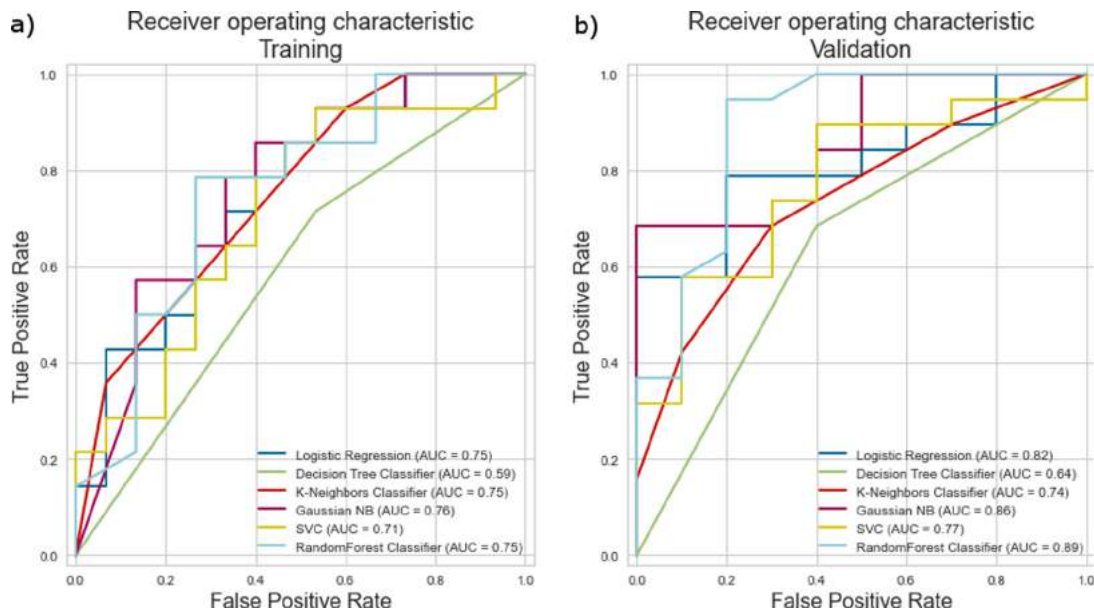 a)
Receiver operating characteristic
Training
True Positive Rate
1.0
0.8
0.6
0.4
0.2
0.0
Logistic Regression (AUC = 0.75)
Decision Tree Classifier (AUC = 0.59)
K-Neighbors Classifier (AUC = 0.75)
Gaussian NB (AUC = 0.76)
SVC (AUC = 0.71)
RandomForest Classifier (AUC = 0.75)
0.0 0.2 0.4 0.6 0.8 1.0
False Positive Rate
b)
Receiver operating characteristic
Validation
True Positive Rate
1.0
0.8
0.6
0.4
0.2
0.0
Logistic Regression (AUC = 0.82)
Decision Tree Classifier (AUC = 0.64)
K-Neighbors Classifier (AUC = 0.74)
Gaussian NB (AUC = 0.86)
SVC (AUC = 0.77)
RandomForest Classifier (AUC = 0.89)
0.0 0.2 0.4 0.6 0.8 1.0
False Positive Rate